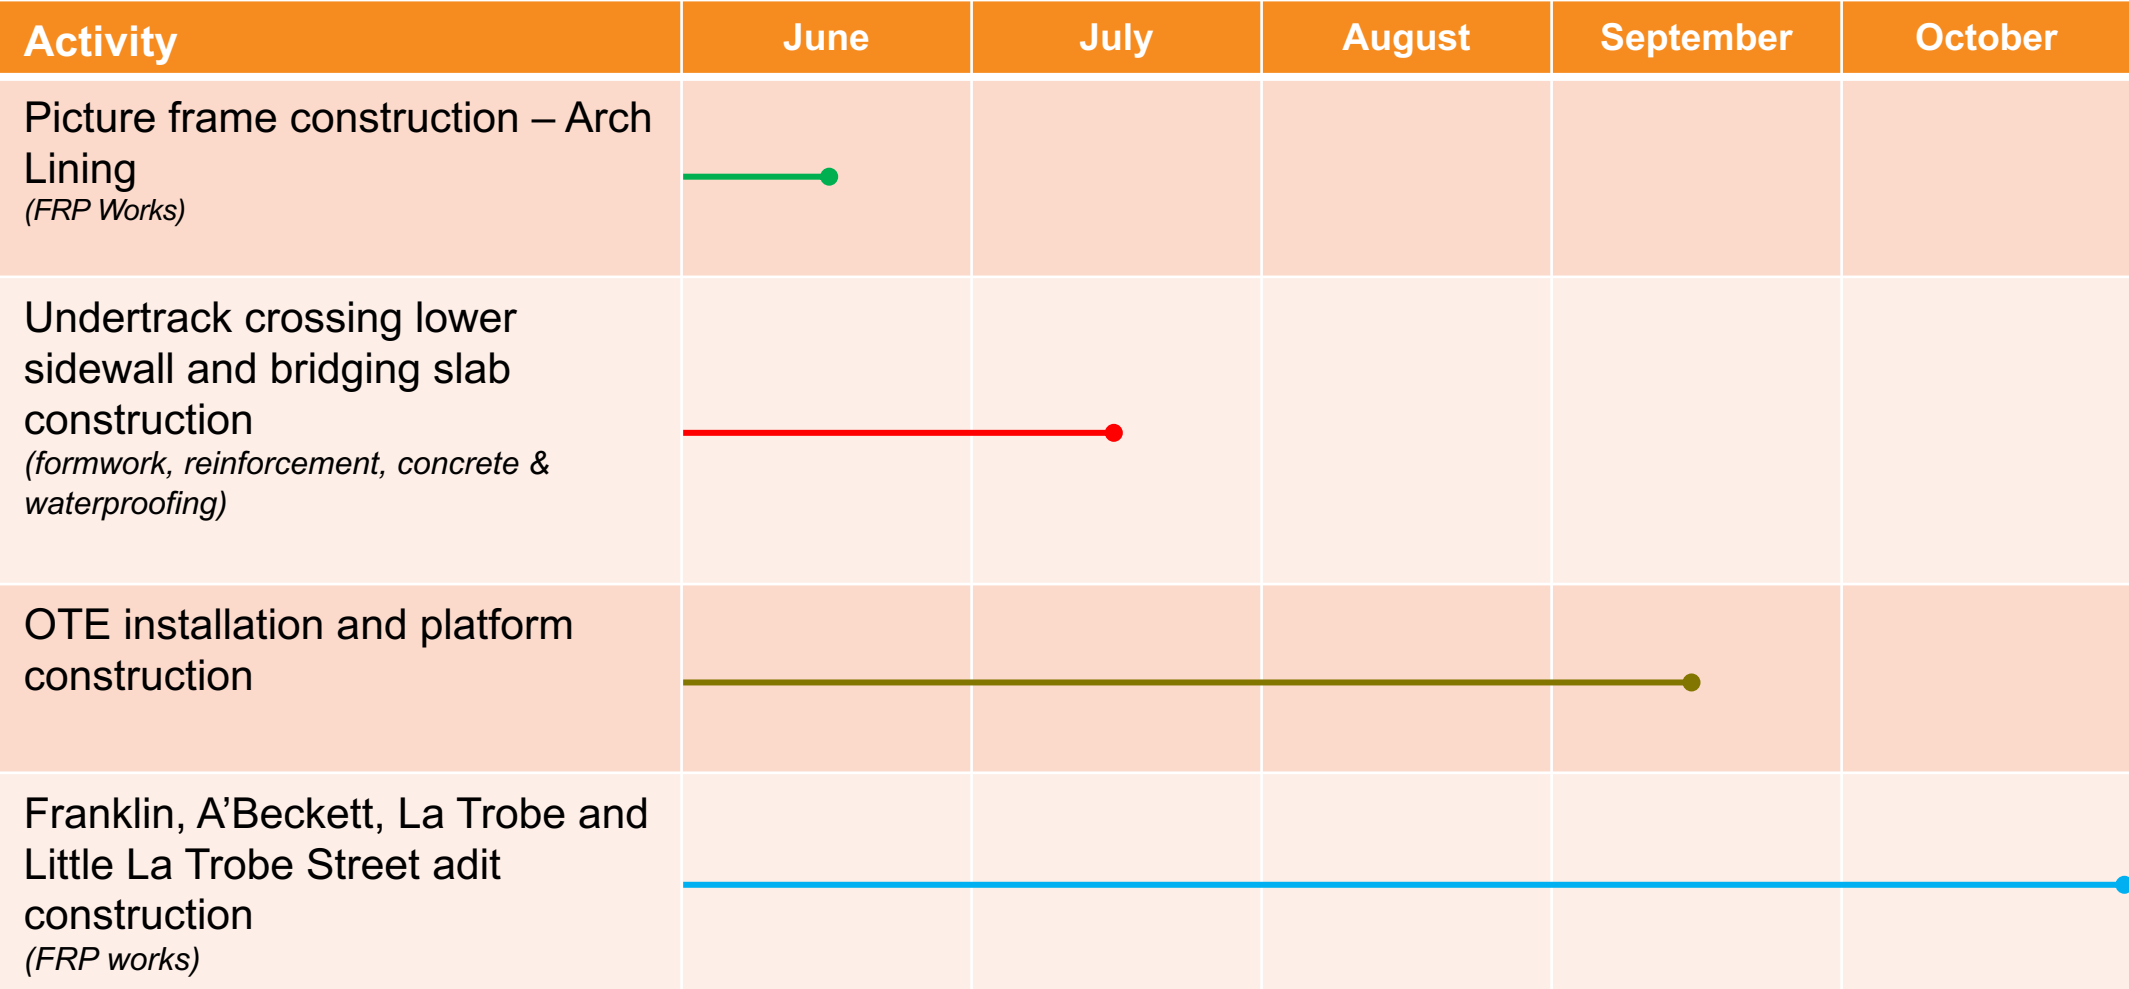 Activity
June
July
August
September
October
Picture frame construction – Arch
Lining
(FRP Works)
Undertrack crossing lower
sidewall and bridging slab
construction
(formwork, reinforcement, concrete &
waterproofing)
OTE installation and platform
construction
Franklin, A’Beckett, La Trobe and
Little La Trobe Street adit
construction
(FRP works)